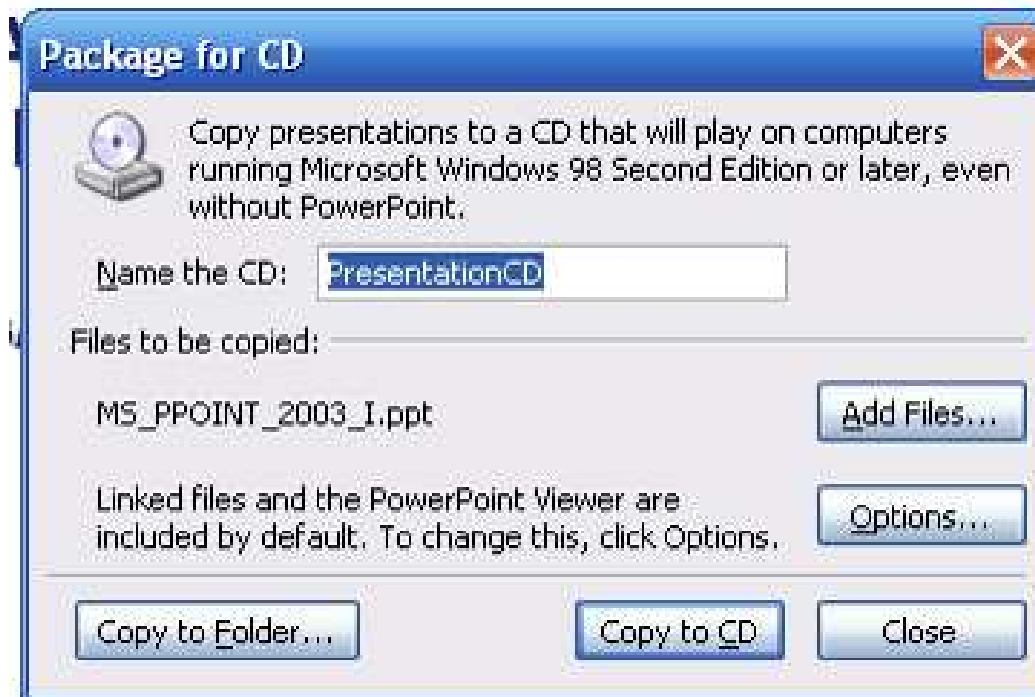 Package for CD
Copy presentations to a CD that will play on computers
running Microsoft Windows 98 Second Edition or later, even
without PowerPoint.
Name the CD: PresentationCD
Files to be copied:
MS_PPOINT_2003_I.ppt
Add Files...
Linked files and the PowerPoint Viewer are
included by default. To change this, click Options.
Options...
Copy to Folder... Copy to CD Close